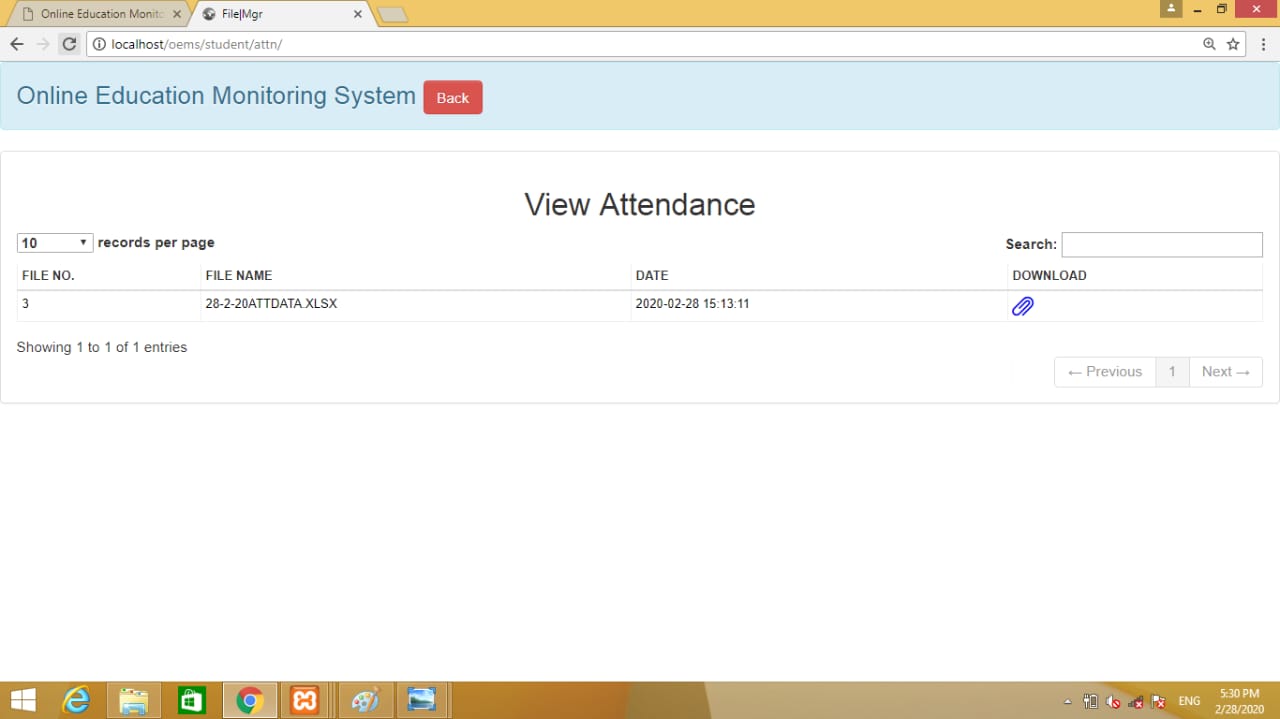 Online Education Monito
File|Mgr
localhost/oems/student/attn/
Online Education Monitoring System Back
View Attendance
10 records per page Search:
FILE NO. FILE NAME DATE DOWNLOAD
3 28-2-20ATTDATA.XLSX 2020-02-28 15:13:11
Showing 1 to 1 of 1 entries
← Previous 1 Next →
ENG 5:30 PM
2/28/2020